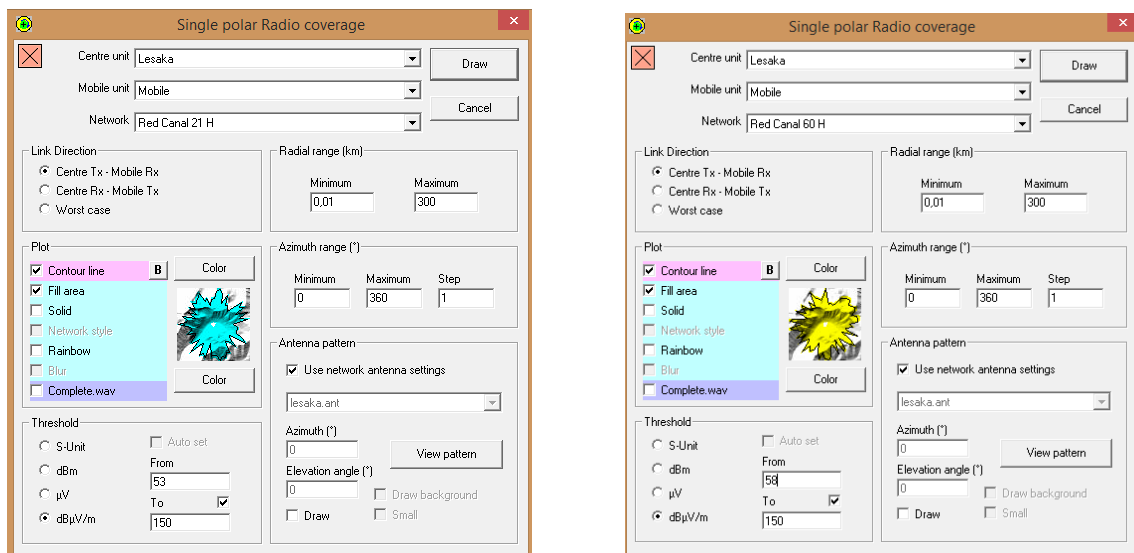 Single polar Radio coverage
Centre unit Lesaka Draw
Mobile unit Mobile
Cancel
Network Red Canal 21 H
Link Direction
Centre Tx - Mobile Rx
Centre Rx - Mobile Tx
Worst case
Radial range (km)
Minimum Maximum
0,01 300
Plot
Contour line B Color
Fill area
Solid
Network style
Rainbow
Blur
Color
Complete.wav
Azimuth range (°)
Minimum Maximum Step
0 360 1
Antenna pattern
Use network antenna settings
lesaka.ant
Azimuth (°)
0
View pattern
Elevation angle (°)
0
Draw background
Draw Small
Threshold
S-Unit Auto set
dBm From
53
µV To
dBµV/m 150
Single polar Radio coverage
Centre unit Lesaka Draw
Mobile unit Mobile
Cancel
Network Red Canal 60 H
Link Direction
Centre Tx - Mobile Rx
Centre Rx - Mobile Tx
Worst case
Radial range (km)
Minimum Maximum
0,01 300
Plot
Contour line B Color
Fill area
Solid
Network style
Rainbow
Blur
Color
Complete.wav
Azimuth range (°)
Minimum Maximum Step
0 360 1
Antenna pattern
Use network antenna settings
lesaka.ant
Azimuth (°)
0
View pattern
Elevation angle (°)
0
Draw background
Draw Small
Threshold
S-Unit Auto set
dBm From
58
µV To
dBµV/m 150